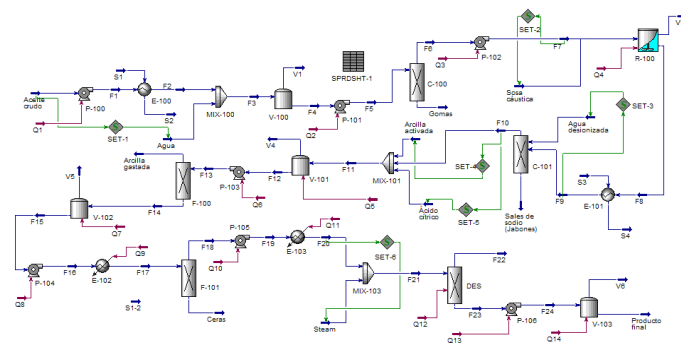 SET-2
F7
V
F6
P-102
Q3
Q4
R-100
SPRDSHT-1
S1
F2
V1
C-100
Sosa
cáustica
Aceite
crudo
F1
E-100
F3
F4
F5
P-100
MIX-100
V-100
P-101
Gomas
Q1
S2
Q2
SET-1
Agua
Arcilla
activada
F10
Agua
desionizada
SET-3
Arcilla
gastada
V4
F13
F12
F11
SET-4
C-101
S3
P-103
V-101
MIX-101
V5
F-100
Q6
Q5
Ácido
cítrico
SET-5
F9
F8
E-101
F15
F14
V-102
Q7
Sales de
sodio
(Jabones)
S4
P-105
F18
F19
Q11
F20
E-103
SET-6
Q9
Q10
F16
F17
P-104
E-102
F-101
F21
F22
MIX-103
DES
V6
Q8
S1-2
Ceras
Steam
Q12
F23
F24
P-106
Q13
Q14
V-103
Producto
final